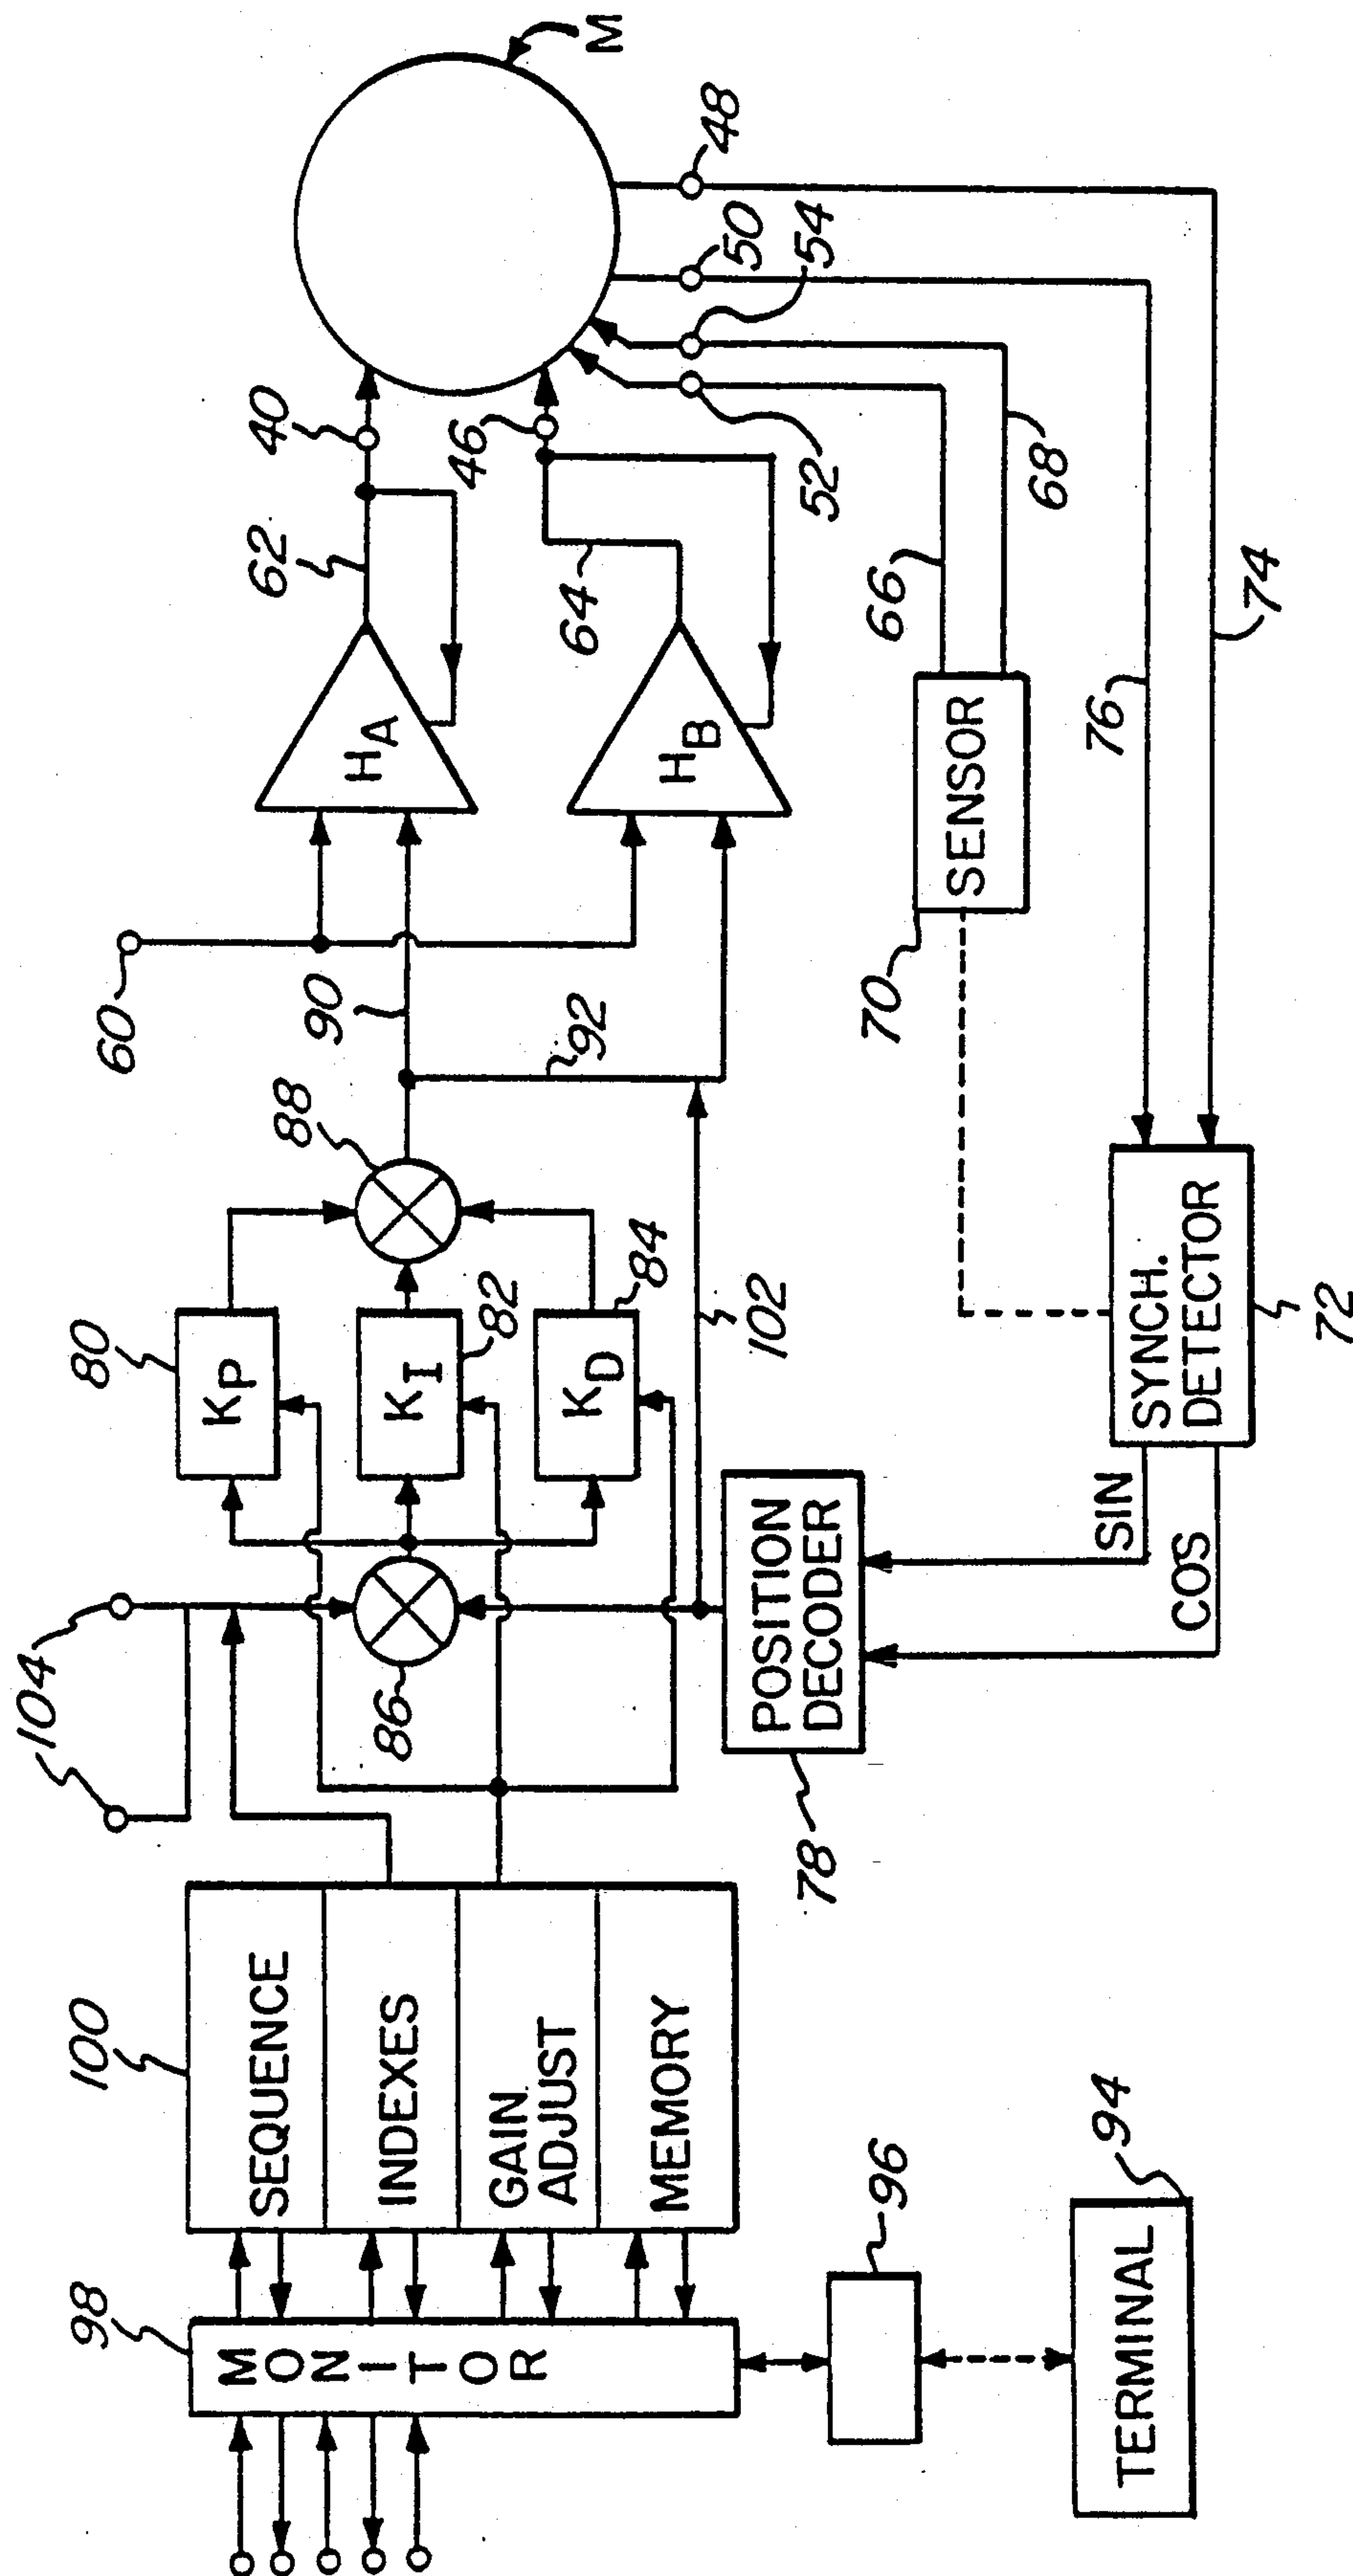 104
100
98
SEQUENCE
INDEXES
GAIN
ADJUST
MEMORY
MONITOR
96
TERMINAL
94
80
KP
KI
82
KD
84
86
88
90
92
102
POSITION
DECODER
78
SIN
COS
SYNCH.
DETECTOR
72
60
HA
HB
62
64
40
46
M
48
50
54
52
66
68
SENSOR
70
76
74